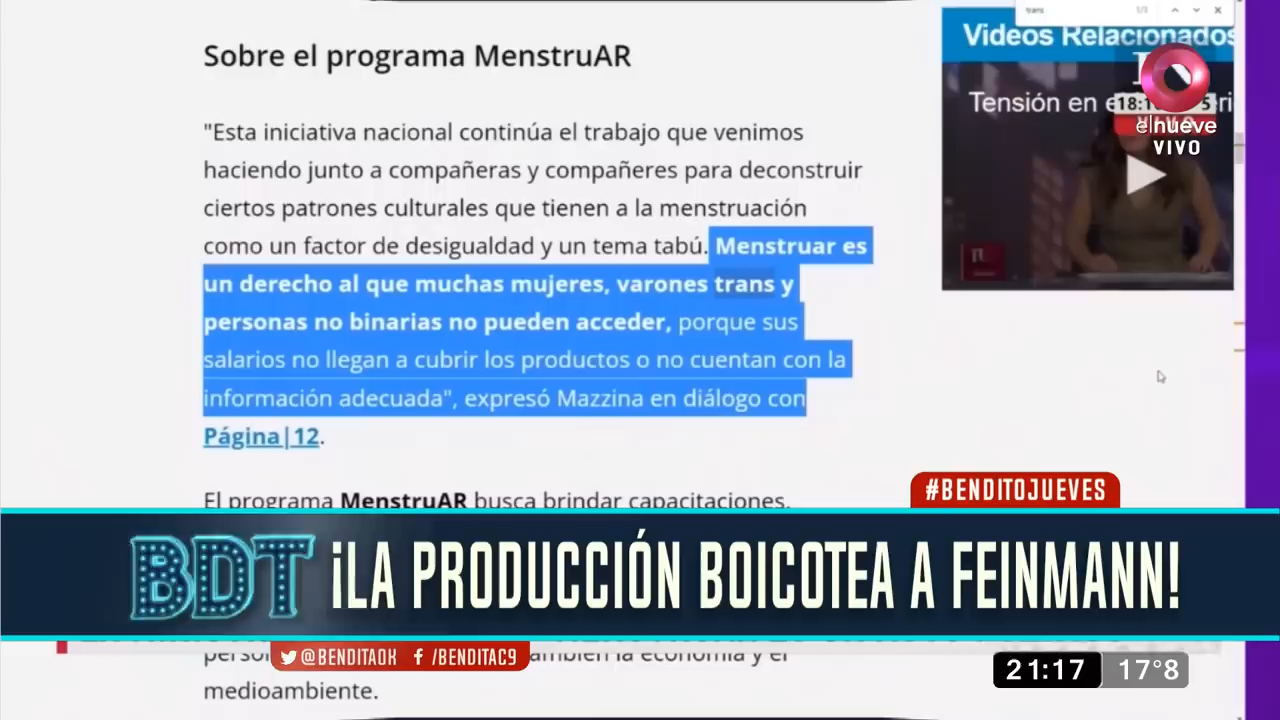 trans
1/3
Sobre el programa MenstruAR
Videos Relacionados
Tensión en e
elnueve
VIVO
"Esta iniciativa nacional continúa el trabajo que venimos
haciendo junto a compañeras y compañeres para deconstruir
ciertos patrones culturales que tienen a la menstruación
como un factor de desigualdad y un tema tabú. Menstruar es
un derecho al que muchas mujeres, varones trans y
personas no binarias no pueden acceder, porque sus
salarios no llegan a cubrir los productos o no cuentan con la
información adecuada", expresó Mazzina en diálogo con
Página|12.
El programa MenstruAR busca brindar capacitaciones,
#BENDITOJUEVES
BDT ¡LA PRODUCCIÓN BOICOTEA A FEINMANN!
@BENDITAOK /BENDITAC9
también la economía y el
medioambiente.
21:17 17°8